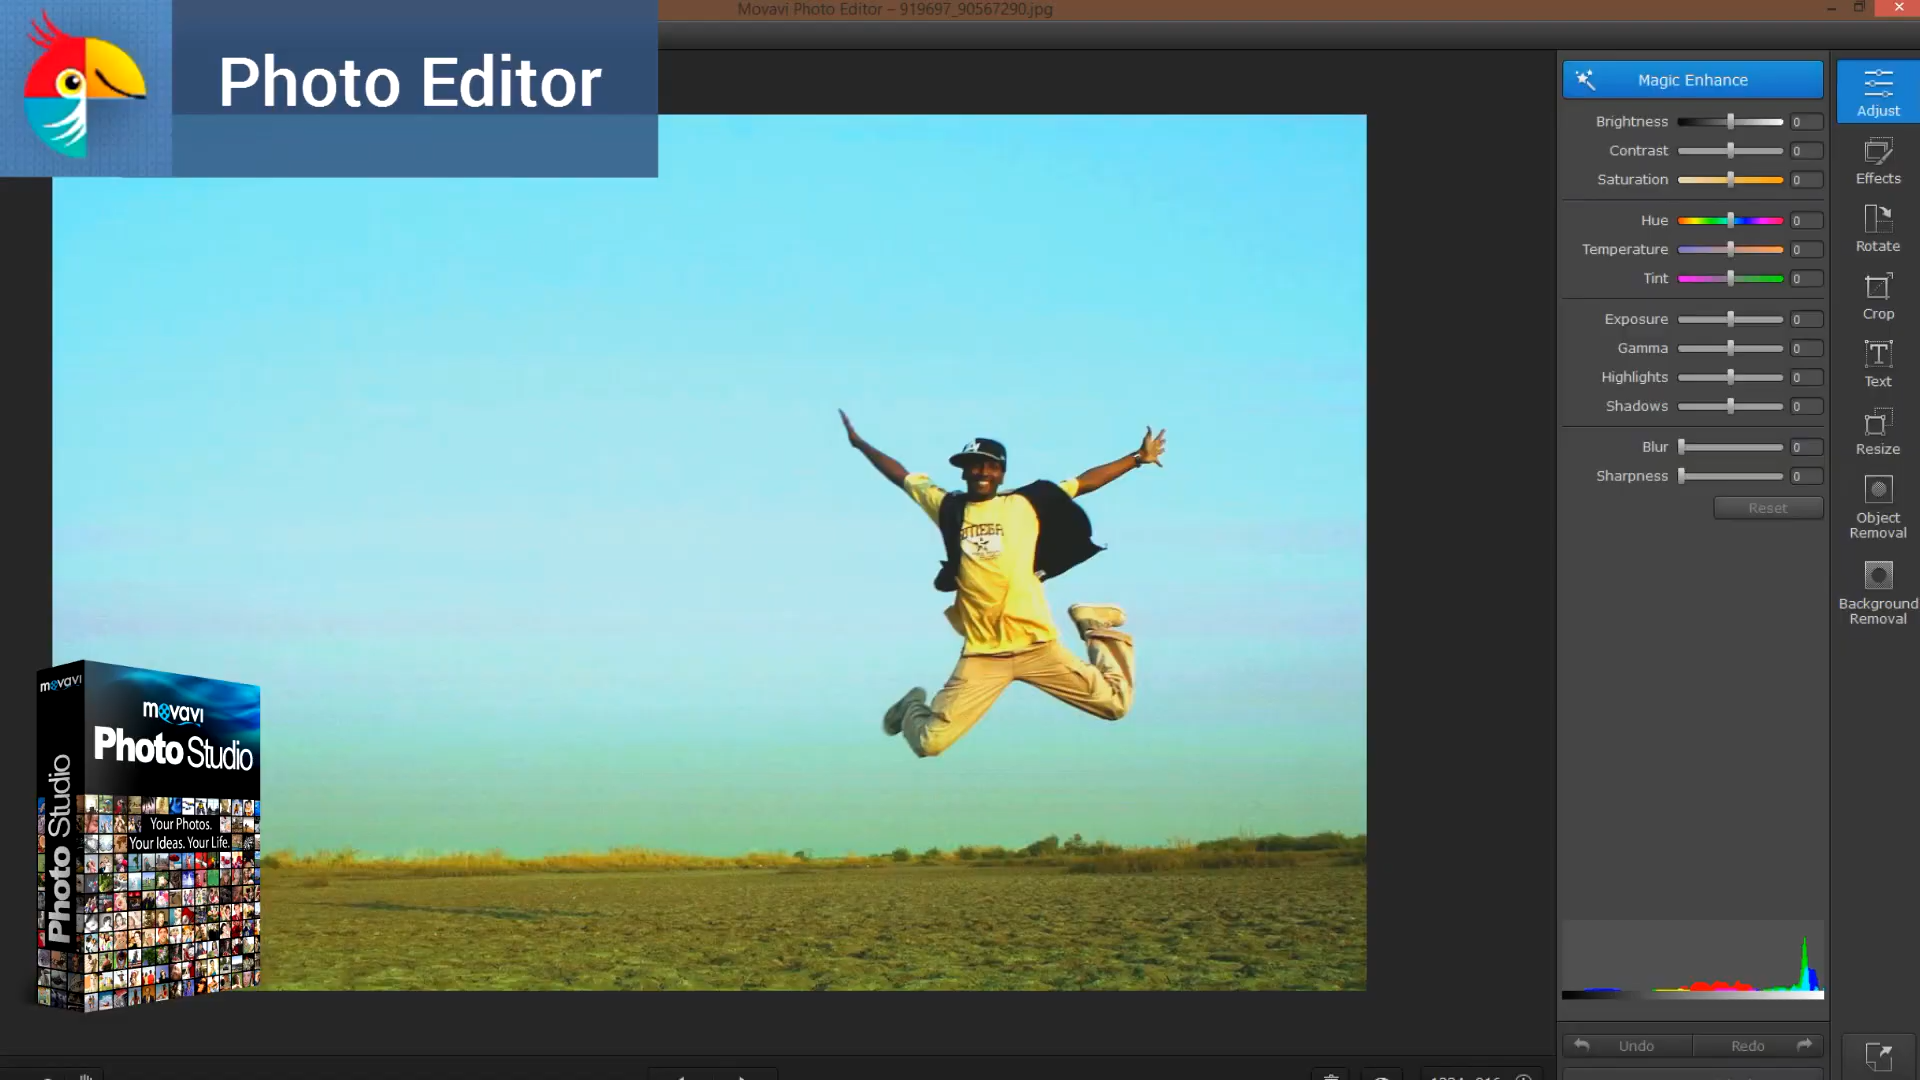 Movavi Photo Editor – 919697_90567290.jpg
Photo Editor
Magic Enhance
Brightness 0
Contrast 0
Saturation 0
Hue 0
Temperature 0
Tint 0
Exposure 0
Gamma 0
Highlights 0
Shadows 0
Blur 0
Sharpness 0
Reset
Adjust
Effects
Rotate
Crop
Text
Resize
Object
Removal
Background
Removal
OMEGA
movavi
Photo Studio
movavi
Photo Studio
Your Photos.
Your Ideas. Your Life.
Undo
Redo